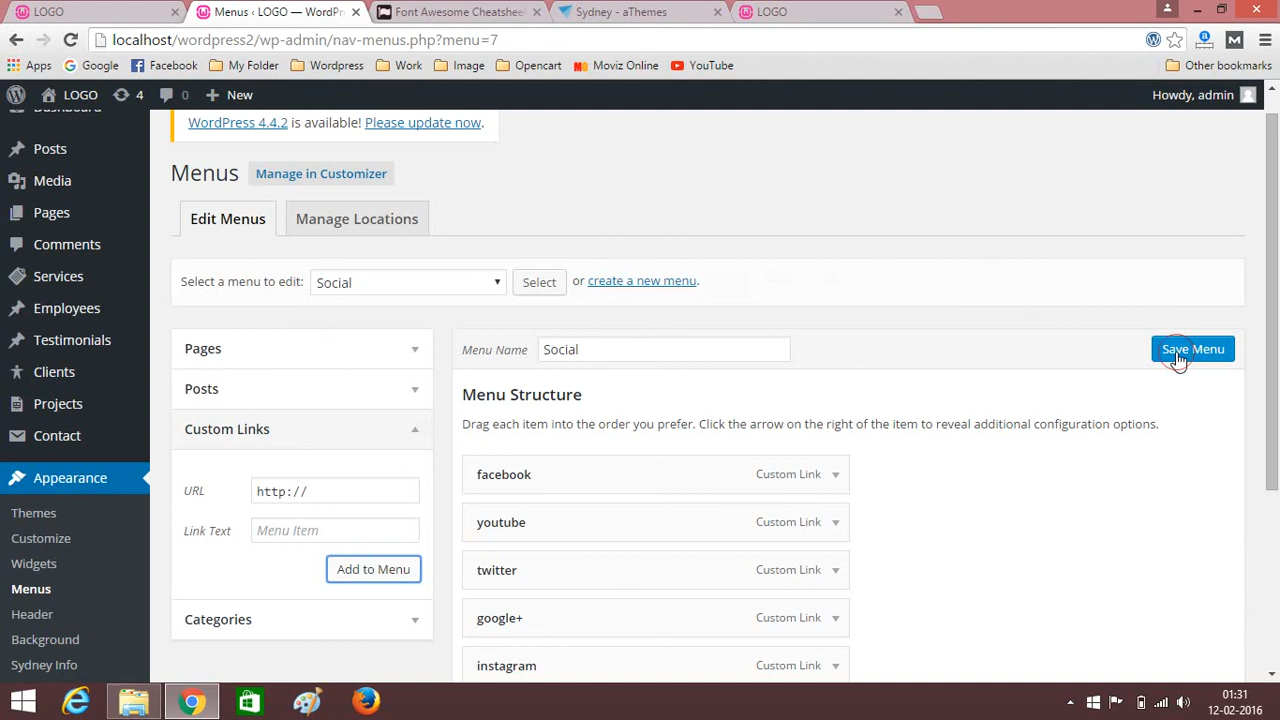 LOGO
Menus ‹ LOGO — WordPr
Font Awesome Cheatshee
Sydney - aThemes
LOGO
localhost/wordpress2/wp-admin/nav-menus.php?menu=7
Apps
Google
Facebook
My Folder
Wordpress
Work
Image
Opencart
Moviz Online
YouTube
Other bookmarks
LOGO
4
0
New
Howdy, admin
Dashboard
WordPress 4.4.2 is available! Please update now.
Posts
Media
Pages
Comments
Services
Employees
Testimonials
Clients
Projects
Contact
Appearance
Themes
Customize
Widgets
Menus
Header
Background
Sydney Info
Menus
Manage in Customizer
Edit Menus
Manage Locations
Select a menu to edit:
Social
Select
or create a new menu.
Pages
Posts
Custom Links
URL
http://
Link Text
Menu Item
Add to Menu
Categories
Menu Name
Social
Save Menu
Menu Structure
Drag each item into the order you prefer. Click the arrow on the right of the item to reveal additional configuration options.
facebook
Custom Link
youtube
Custom Link
twitter
Custom Link
google+
Custom Link
instagram
Custom Link
01:31
12-02-2016